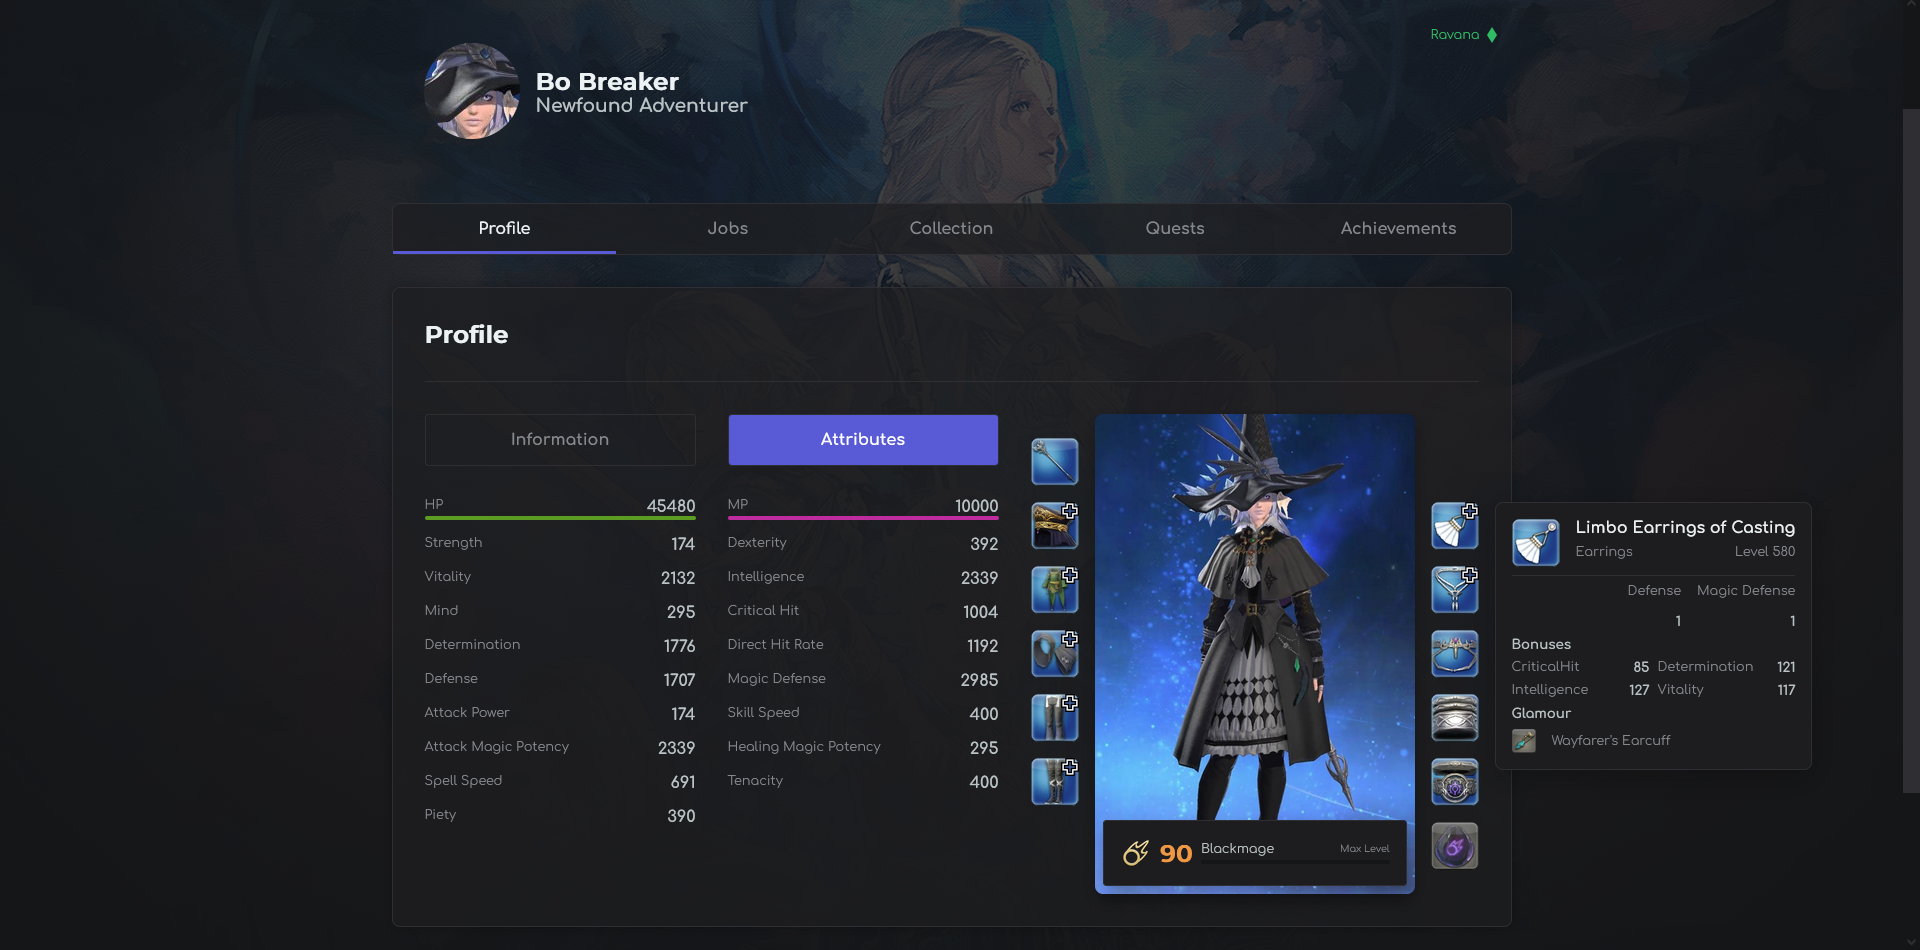 Ravana
Bo Breaker
Newfound Adventurer
Profile
Jobs
Collection
Quests
Achievements
Profile
Information
Attributes
HP 45480
MP 10000
Strength 174
Dexterity 392
Vitality 2132
Intelligence 2339
Mind 295
Critical Hit 1004
Determination 1776
Direct Hit Rate 1192
Defense 1707
Magic Defense 2985
Attack Power 174
Skill Speed 400
Attack Magic Potency 2339
Healing Magic Potency 295
Spell Speed 691
Tenacity 400
Piety 390
90 Blackmage Max Level
Limbo Earrings of Casting
Earrings Level 580
Defense Magic Defense
1 1
Bonuses
CriticalHit 85 Determination 121
Intelligence 127 Vitality 117
Glamour
Wayfarer's Earcuff